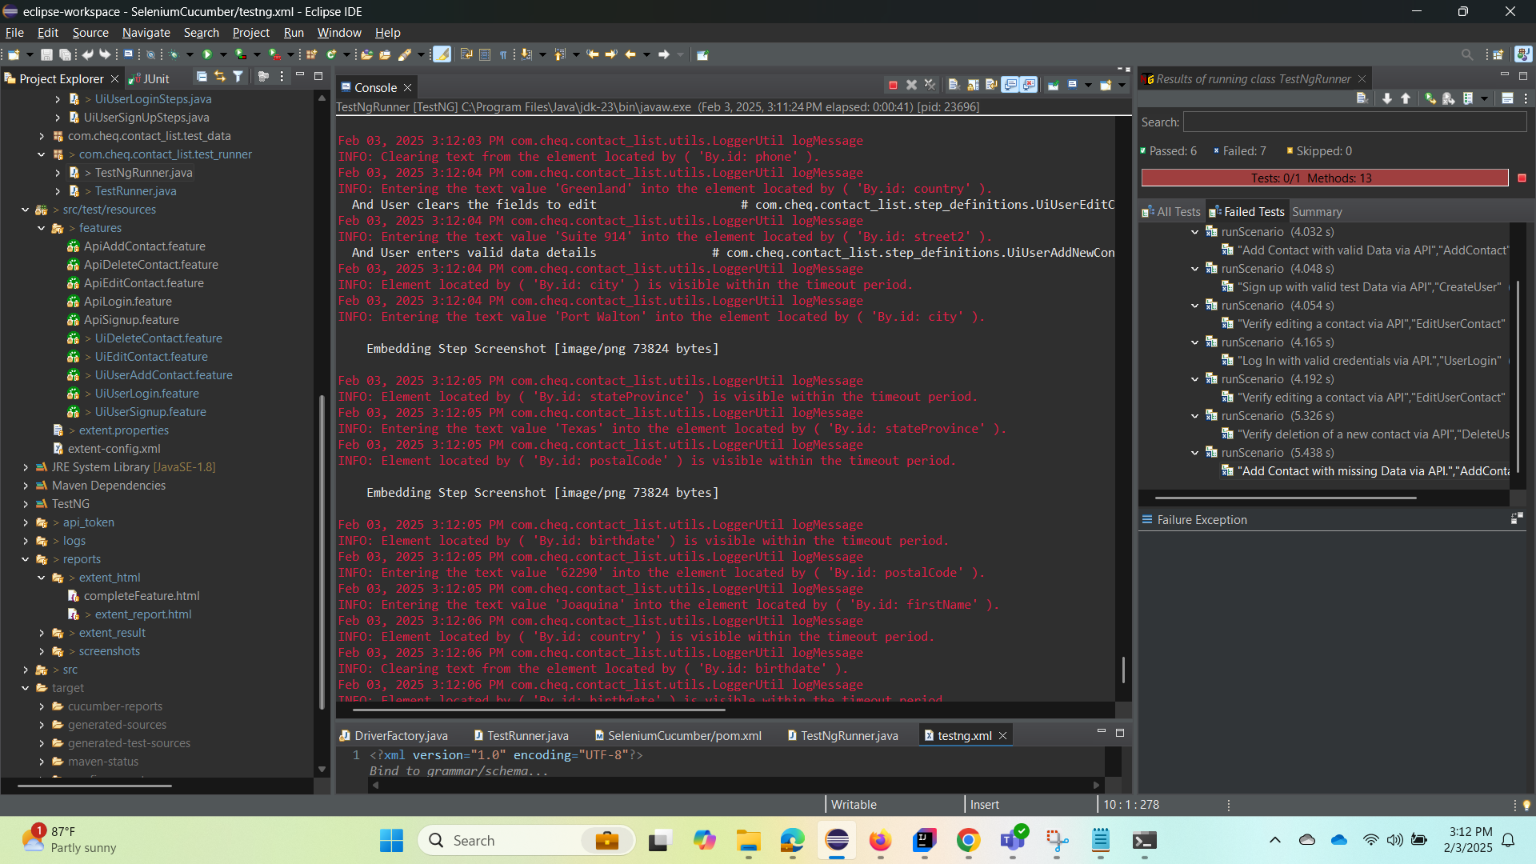 eclipse-workspace - SeleniumCucumber/testng.xml - Eclipse IDE
File Edit Source Navigate Search Project Run Window Help
Project Explorer
JUnit
UiUserLoginSteps.java
UiUserSignUpSteps.java
com.cheq.contact_list.test_data
com.cheq.contact_list.test_runner
TestNgRunner.java
TestRunner.java
src/test/resources
features
ApiAddContact.feature
ApiDeleteContact.feature
ApiEditContact.feature
ApiLogin.feature
ApiSignup.feature
UiDeleteContact.feature
UiEditContact.feature
UiUserAddContact.feature
UiUserLogin.feature
UiUserSignup.feature
extent.properties
extent-config.xml
JRE System Library [JavaSE-1.8]
Maven Dependencies
TestNG
api_token
logs
reports
extent_html
completeFeature.html
extent_report.html
extent_result
screenshots
src
target
cucumber-reports
generated-sources
generated-test-sources
maven-status
Console
TestNgRunner [TestNG] C:\Program Files\Java\jdk-23\bin\javaw.exe (Feb 3, 2025, 3:11:24 PM elapsed: 0:00:41) [pid: 23696]
Feb 03, 2025 3:12:03 PM com.cheq.contact_list.utils.LoggerUtil logMessage
INFO: Clearing text from the element located by ( 'By.id: phone' ).
Feb 03, 2025 3:12:04 PM com.cheq.contact_list.utils.LoggerUtil logMessage
INFO: Entering the text value 'Greenland' into the element located by ( 'By.id: country' ).
And User clears the fields to edit # com.cheq.contact_list.step_definitions.UiUserEditC
Feb 03, 2025 3:12:04 PM com.cheq.contact_list.utils.LoggerUtil logMessage
INFO: Entering the text value 'Suite 914' into the element located by ( 'By.id: street2' ).
And User enters valid data details # com.cheq.contact_list.step_definitions.UiUserAddNewCon
Feb 03, 2025 3:12:04 PM com.cheq.contact_list.utils.LoggerUtil logMessage
INFO: Element located by ( 'By.id: city' ) is visible within the timeout period.
Feb 03, 2025 3:12:04 PM com.cheq.contact_list.utils.LoggerUtil logMessage
INFO: Entering the text value 'Port Walton' into the element located by ( 'By.id: city' ).
Embedding Step Screenshot [image/png 73824 bytes]
Feb 03, 2025 3:12:05 PM com.cheq.contact_list.utils.LoggerUtil logMessage
INFO: Element located by ( 'By.id: stateProvince' ) is visible within the timeout period.
Feb 03, 2025 3:12:05 PM com.cheq.contact_list.utils.LoggerUtil logMessage
INFO: Entering the text value 'Texas' into the element located by ( 'By.id: stateProvince' ).
Feb 03, 2025 3:12:05 PM com.cheq.contact_list.utils.LoggerUtil logMessage
INFO: Element located by ( 'By.id: postalCode' ) is visible within the timeout period.
Embedding Step Screenshot [image/png 73824 bytes]
Feb 03, 2025 3:12:05 PM com.cheq.contact_list.utils.LoggerUtil logMessage
INFO: Element located by ( 'By.id: birthdate' ) is visible within the timeout period.
Feb 03, 2025 3:12:05 PM com.cheq.contact_list.utils.LoggerUtil logMessage
INFO: Entering the text value '62290' into the element located by ( 'By.id: postalCode' ).
Feb 03, 2025 3:12:05 PM com.cheq.contact_list.utils.LoggerUtil logMessage
INFO: Entering the text value 'Joaquina' into the element located by ( 'By.id: firstName' ).
Feb 03, 2025 3:12:06 PM com.cheq.contact_list.utils.LoggerUtil logMessage
INFO: Element located by ( 'By.id: country' ) is visible within the timeout period.
Feb 03, 2025 3:12:06 PM com.cheq.contact_list.utils.LoggerUtil logMessage
INFO: Clearing text from the element located by ( 'By.id: birthdate' ).
Feb 03, 2025 3:12:06 PM com.cheq.contact_list.utils.LoggerUtil logMessage
INFO: Element located by ( 'By.id: birthdate' ) is visible within the timeout period.
DriverFactory.java TestRunner.java SeleniumCucumber/pom.xml TestNgRunner.java testng.xml
1 <?xml version="1.0" encoding="UTF-8"?>
Bind to grammar/schema...
Results of running class TestNgRunner
Search:
Passed: 6 Failed: 7 Skipped: 0
Tests: 0/1 Methods: 13
All Tests Failed Tests Summary
runScenario (4.032 s)
"Add Contact with valid Data via API","AddContact"
runScenario (4.048 s)
"Sign up with valid test Data via API","CreateUser"
runScenario (4.054 s)
"Verify editing a contact via API","EditUserContact"
runScenario (4.165 s)
"Log In with valid credentials via API.","UserLogin"
runScenario (4.192 s)
"Verify editing a contact via API","EditUserContact"
runScenario (5.326 s)
"Verify deletion of a new contact via API","DeleteUs
runScenario (5.438 s)
"Add Contact with missing Data via API.","AddConta
Failure Exception
Writable Insert 10 : 1 : 278
1
87°F
Partly sunny
Search
3:12 PM
2/3/2025